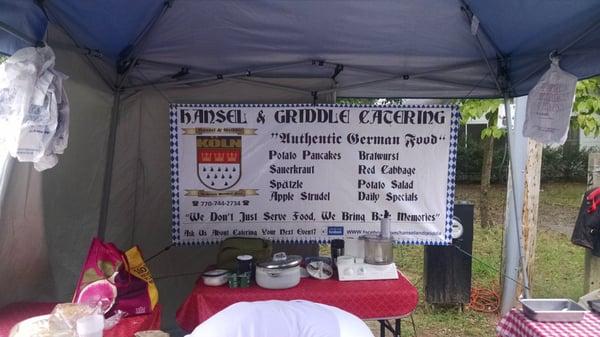 HANSEL & GRIDDLE CATERING
"Authentic German Food"
KÖLN
Potato Pancakes
Sauerkraut
Spätzle
Apple Strudel
Bratwurst
Red Cabbage
Potato Salad
Daily Specials
770-744-2734
"We Don't Just Serve Food, We Bring Back Memories"
Ask Us About Catering Your Next Event?